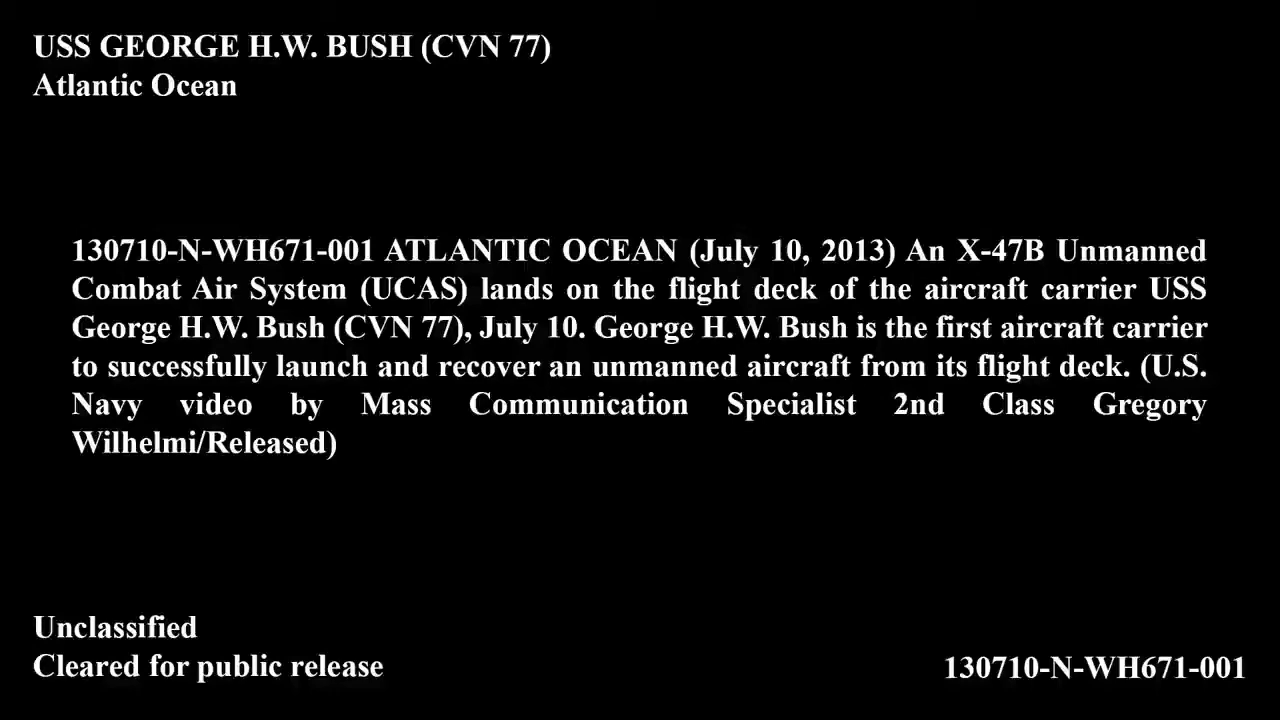 USS GEORGE H.W. BUSH (CVN 77)
Atlantic Ocean
130710-N-WH671-001 ATLANTIC OCEAN (July 10, 2013) An X-47B Unmanned
Combat Air System (UCAS) lands on the flight deck of the aircraft carrier USS
George H.W. Bush (CVN 77), July 10. George H.W. Bush is the first aircraft carrier
to successfully launch and recover an unmanned aircraft from its flight deck. (U.S.
Navy video by Mass Communication Specialist 2nd Class Gregory
Wilhelmi/Released)
Unclassified
Cleared for public release
130710-N-WH671-001